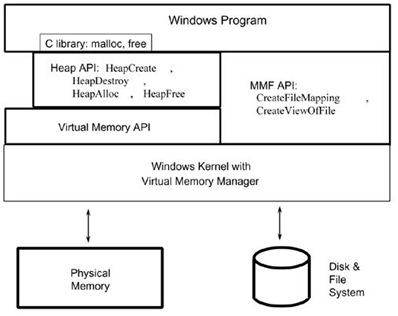 Windows Program
C library: malloc, free
Heap API: HeapCreate ,
HeapDestroy ,
HeapAlloc , HeapFree
MMF API:
CreateFileMapping ,
CreateViewOfFile
Virtual Memory API
Windows Kernel with
Virtual Memory Manager
Physical
Memory
Disk &
File
System